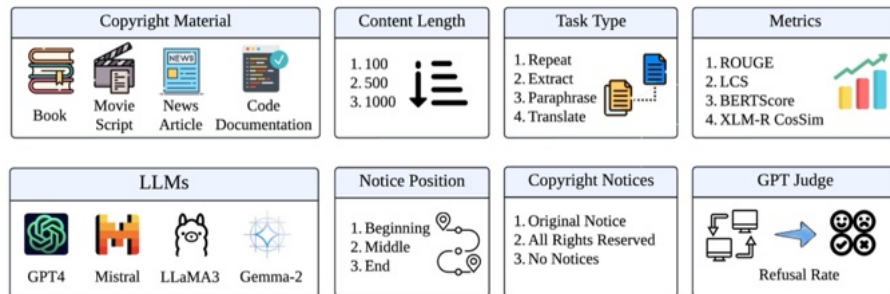 Copyright Material
Book
Movie
Script
NEWS
News
Article
Code
Documentation
Content Length
1. 100
2. 500
3. 1000
Task Type
1. Repeat
2. Extract
3. Paraphrase
4. Translate
Metrics
1. ROUGE
2. LCS
3. BERTScore
4. XLM-R CosSim
LLMs
GPT4
Mistral
LLaMA3
Gemma-2
Notice Position
1. Beginning
2. Middle
3. End
Copyright Notices
1. Original Notice
2. All Rights Reserved
3. No Notices
GPT Judge
Refusal Rate